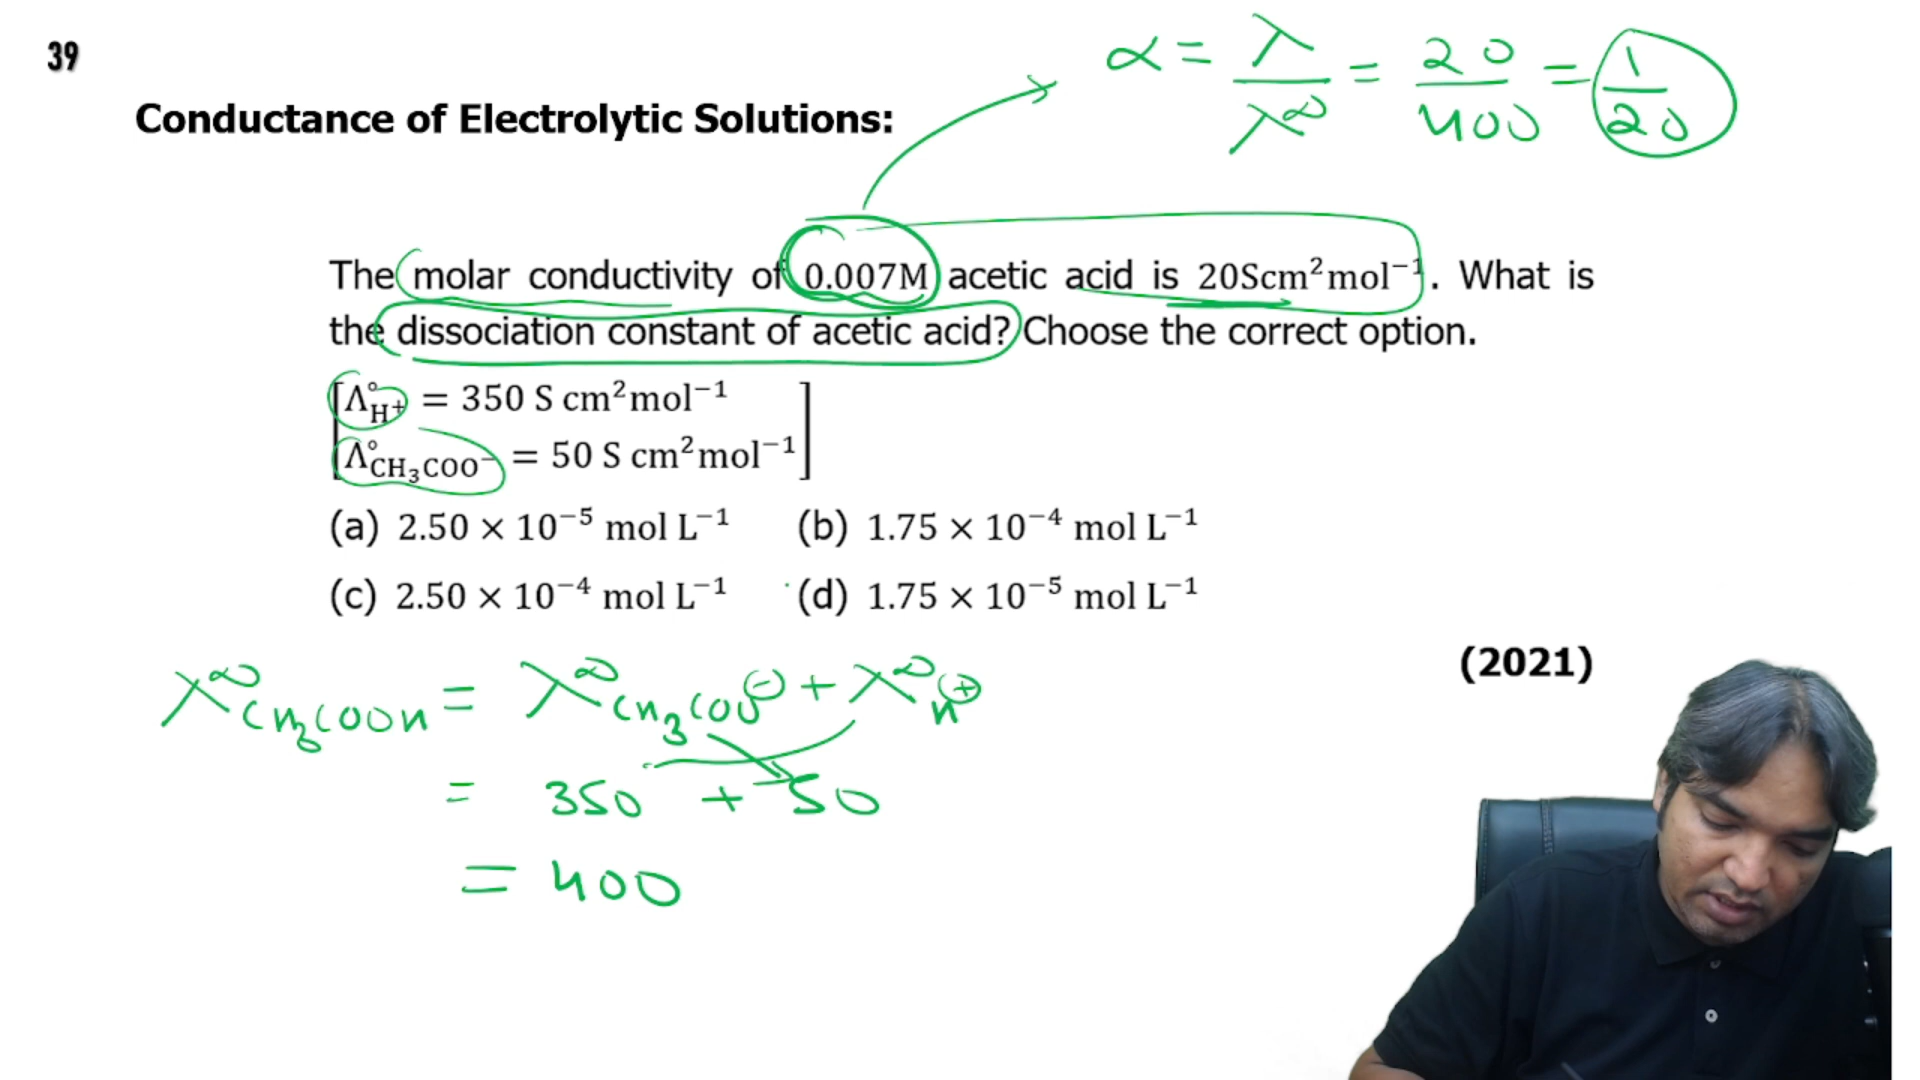 39
α = λ / λ∞ = 20 / 400 = 1 / 20
Conductance of Electrolytic Solutions:
The molar conductivity of 0.007M acetic acid is 20Scm²mol⁻¹. What is
the dissociation constant of acetic acid? Choose the correct option.
[Λ°H⁺ = 350 S cm²mol⁻¹
Λ°CH₃COO⁻ = 50 S cm²mol⁻¹]
(a) 2.50 × 10⁻⁵ mol L⁻¹ (b) 1.75 × 10⁻⁴ mol L⁻¹
(c) 2.50 × 10⁻⁴ mol L⁻¹ (d) 1.75 × 10⁻⁵ mol L⁻¹
(2021)
λ∞CH₃COOH = λ∞CH₃COO⊖ + λ∞H⊕
= 350 + 50
= 400